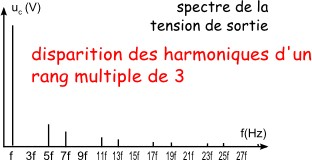 u_c (V)
spectre de la
tension de sortie
disparition des harmoniques d'un
rang multiple de 3
f(Hz)
f 3f 5f 7f 9f 11f 13f 15f 17f 19f 21f 23f 25f 27f